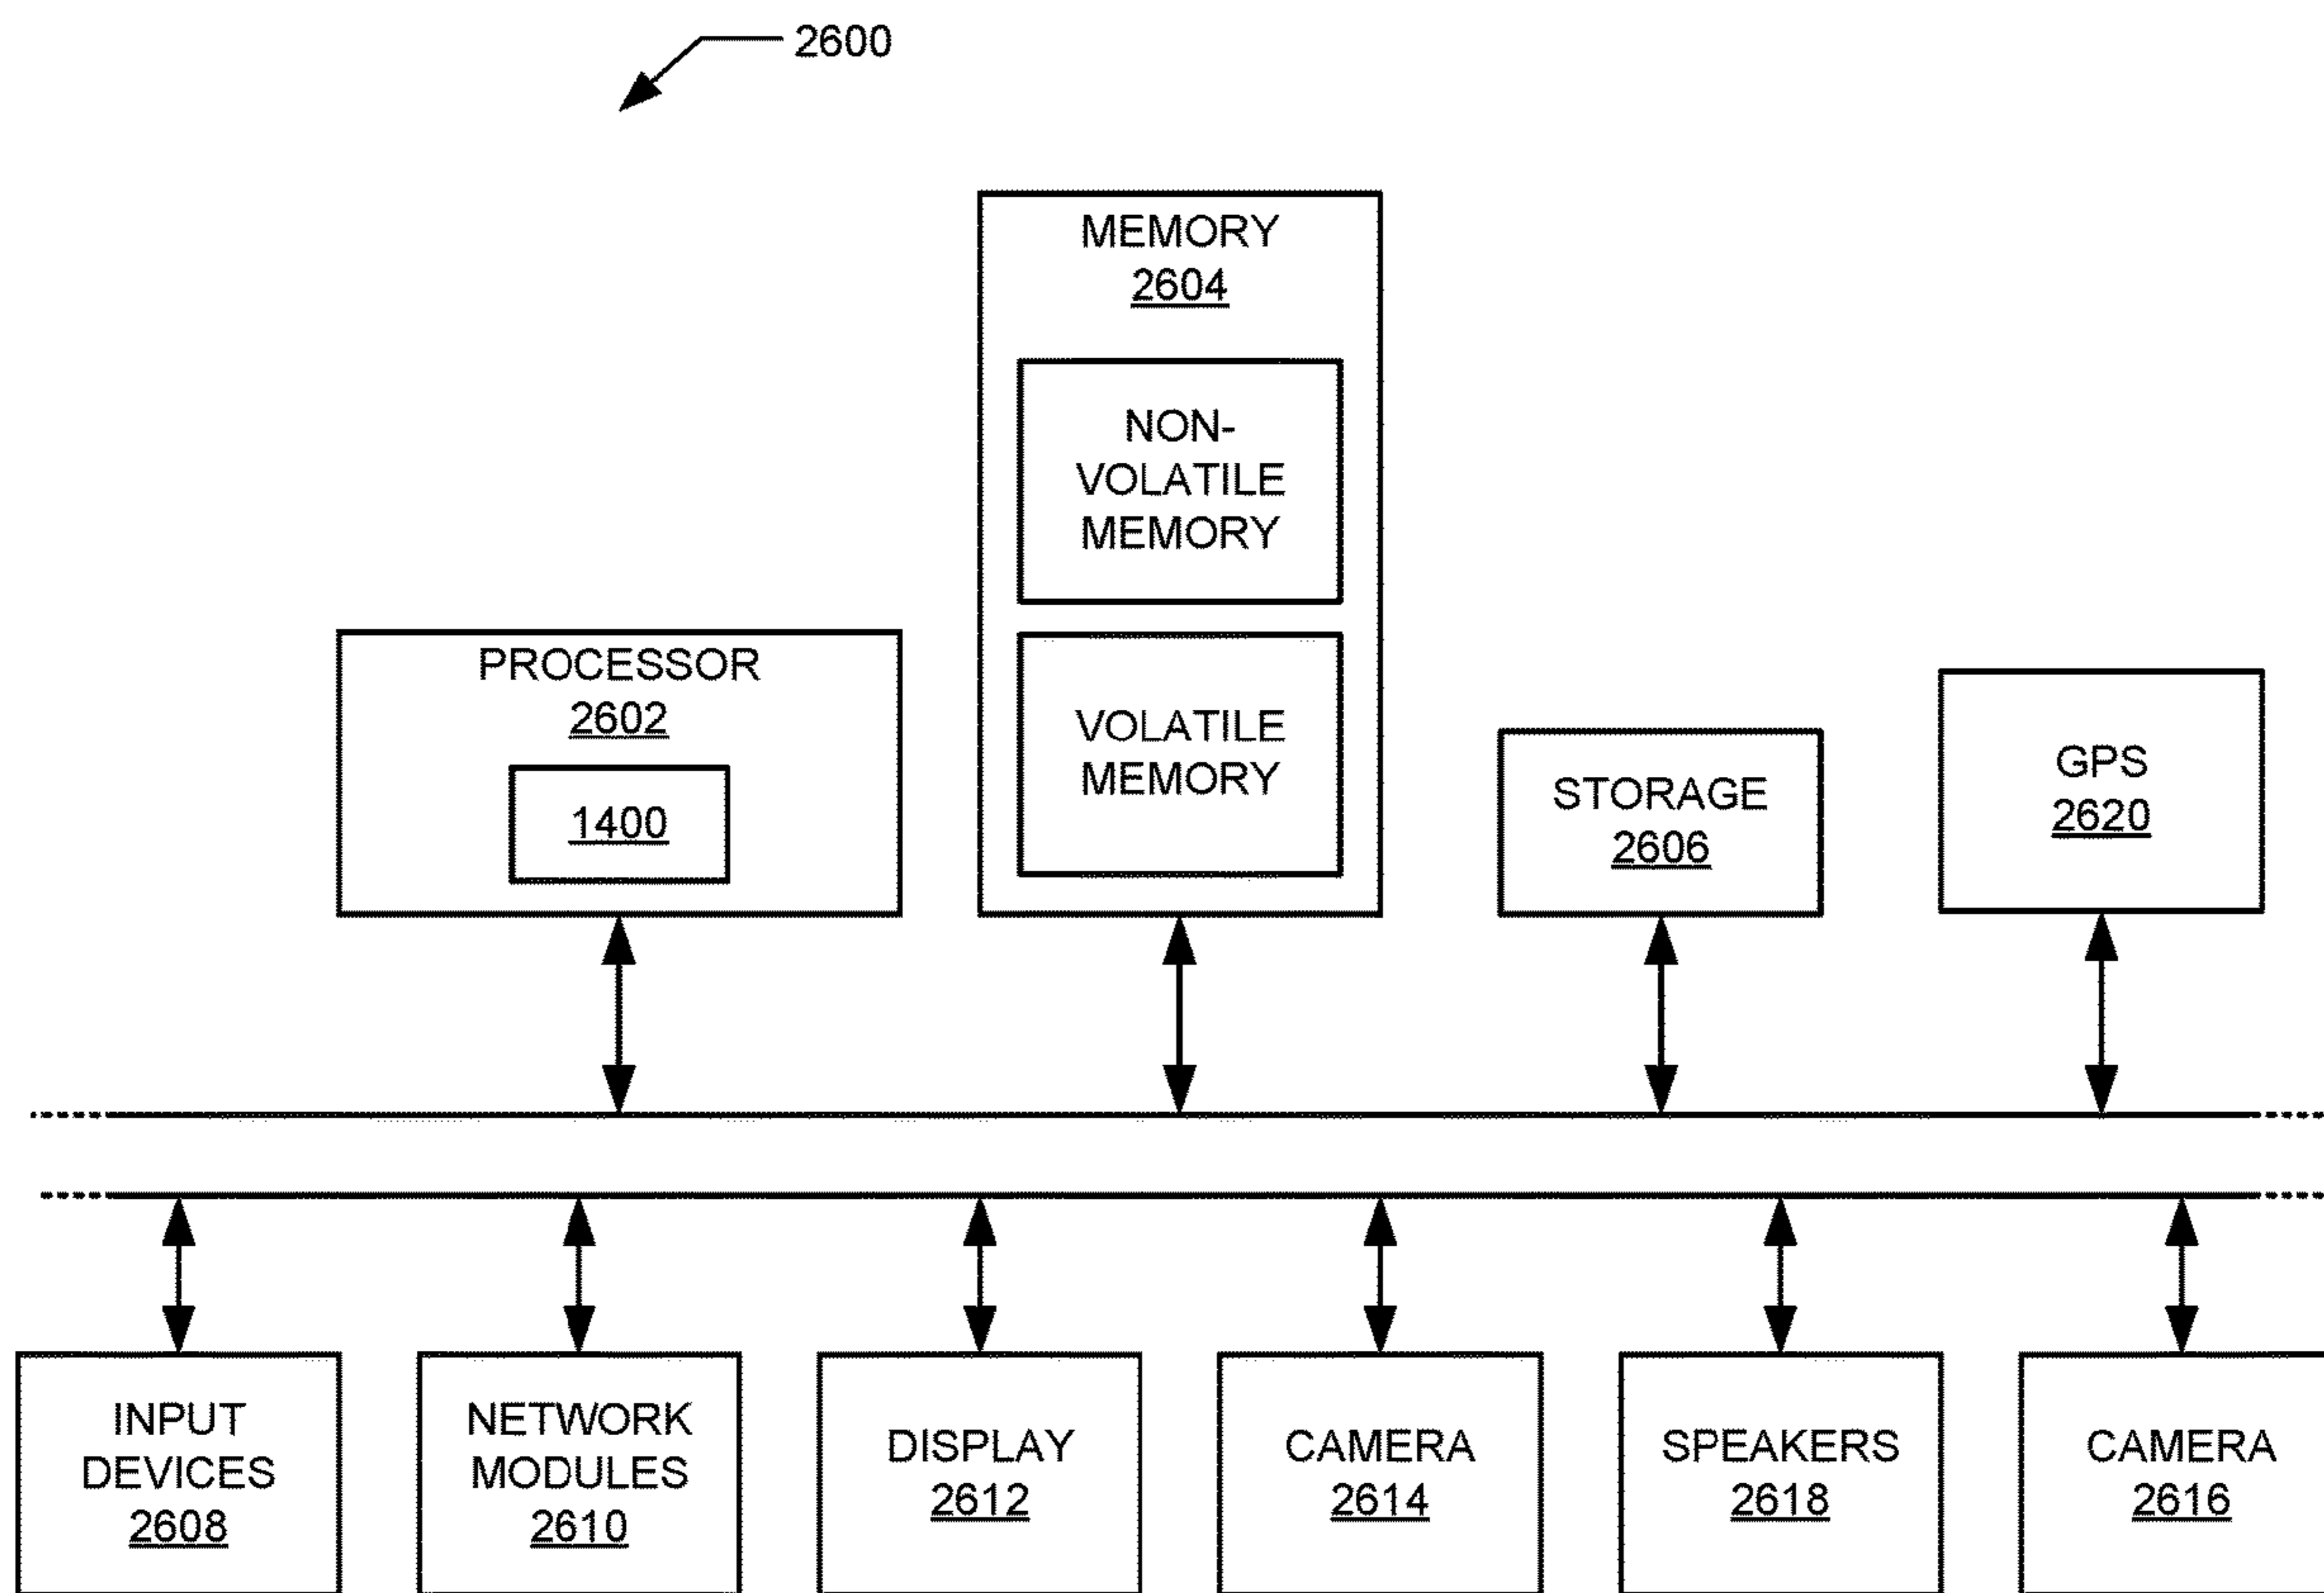 2600
MEMORY
2604
NON-
VOLATILE
MEMORY
VOLATILE
MEMORY
PROCESSOR
2602
1400
STORAGE
2606
GPS
2620
INPUT
DEVICES
2608
NETWORK
MODULES
2610
DISPLAY
2612
CAMERA
2614
SPEAKERS
2618
CAMERA
2616